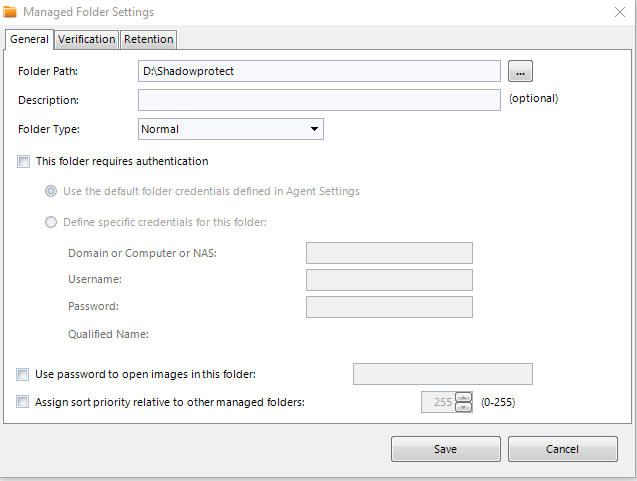 Managed Folder Settings
General Verification Retention
Folder Path: D:\Shadowprotect ...
Description: (optional)
Folder Type: Normal
This folder requires authentication
Use the default folder credentials defined in Agent Settings
Define specific credentials for this folder:
Domain or Computer or NAS:
Username:
Password:
Qualified Name:
Use password to open images in this folder:
Assign sort priority relative to other managed folders: 255 (0-255)
Save Cancel